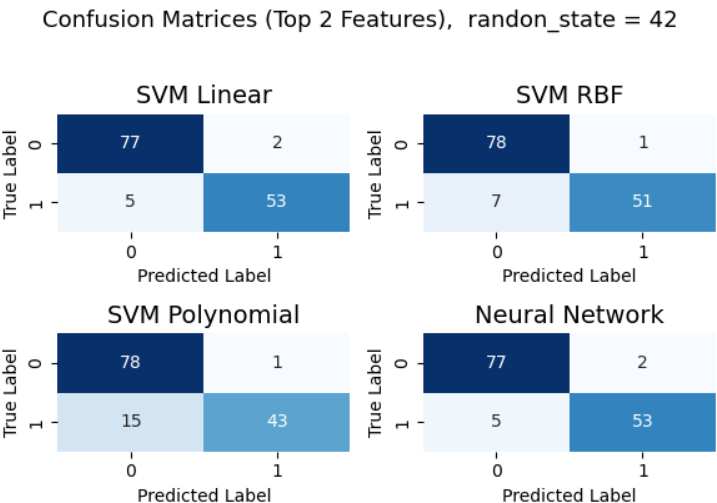 Confusion Matrices (Top 2 Features),  randon_state = 42
SVM Linear
True Label
0
77
2
1
5
53
0
1
Predicted Label
SVM RBF
True Label
0
78
1
1
7
51
0
1
Predicted Label
SVM Polynomial
True Label
0
78
1
1
15
43
0
1
Predicted Label
Neural Network
True Label
0
77
2
1
5
53
0
1
Predicted Label